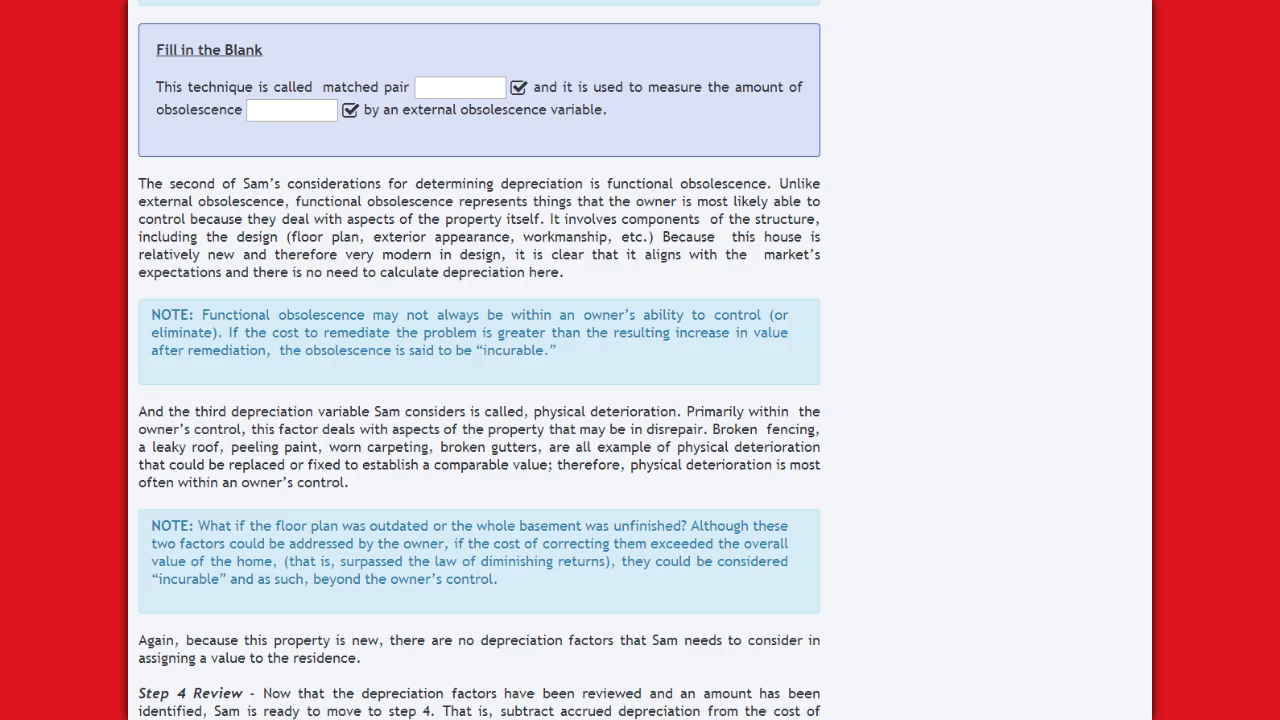 Fill in the Blank
This technique is called matched pair and it is used to measure the amount of
obsolescence by an external obsolescence variable.
The second of Sam's considerations for determining depreciation is functional obsolescence. Unlike
external obsolescence, functional obsolescence represents things that the owner is most likely able to
control because they deal with aspects of the property itself. It involves components of the structure,
including the design (floor plan, exterior appearance, workmanship, etc.) Because this house is
relatively new and therefore very modern in design, it is clear that it aligns with the market's
expectations and there is no need to calculate depreciation here.
NOTE: Functional obsolescence may not always be within an owner's ability to control (or
eliminate). If the cost to remediate the problem is greater than the resulting increase in value
after remediation, the obsolescence is said to be “incurable.”
And the third depreciation variable Sam considers is called, physical deterioration. Primarily within the
owner's control, this factor deals with aspects of the property that may be in disrepair. Broken fencing,
a leaky roof, peeling paint, worn carpeting, broken gutters, are all example of physical deterioration
that could be replaced or fixed to establish a comparable value; therefore, physical deterioration is most
often within an owner's control.
NOTE: What if the floor plan was outdated or the whole basement was unfinished? Although these
two factors could be addressed by the owner, if the cost of correcting them exceeded the overall
value of the home, (that is, surpassed the law of diminishing returns), they could be considered
“incurable” and as such, beyond the owner's control.
Again, because this property is new, there are no depreciation factors that Sam needs to consider in
assigning a value to the residence.
Step 4 Review - Now that the depreciation factors have been reviewed and an amount has been
identified, Sam is ready to move to step 4. That is, subtract accrued depreciation from the cost of